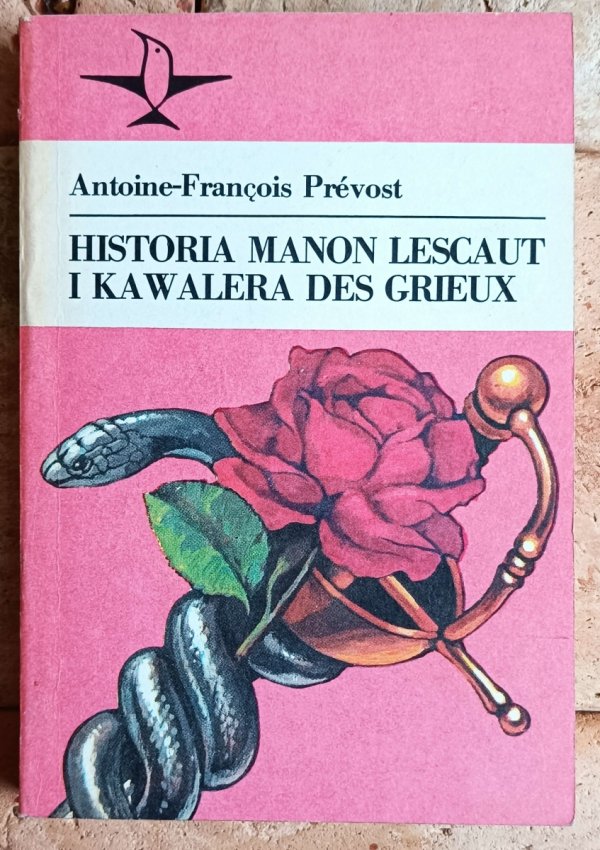 Antoine-François Prévost
HISTORIA MANON LESCAUT
I KAWALERA DES GRIEUX